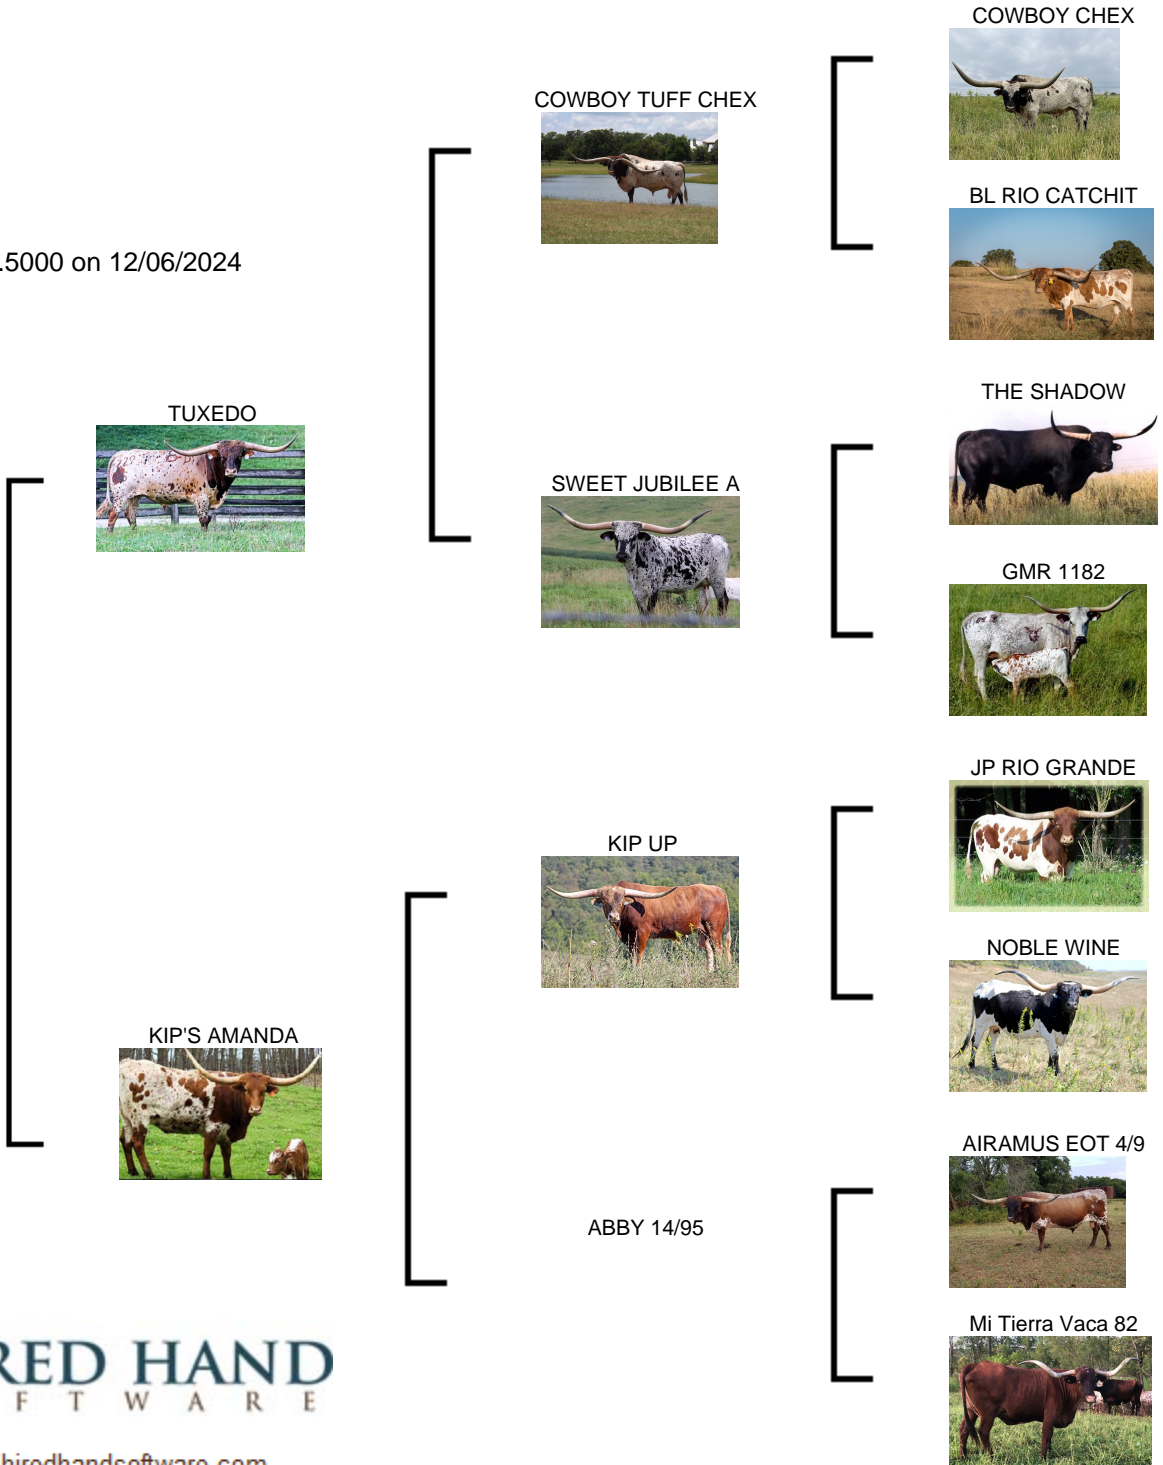 COWBOY CHEX
COWBOY TUFF CHEX
BL RIO CATCHIT
.5000 on 12/06/2024
THE SHADOW
TUXEDO
SWEET JUBILEE A
GMR 1182
JP RIO GRANDE
KIP UP
NOBLE WINE
KIP'S AMANDA
AIRAMUS EOT 4/9
ABBY 14/95
Mi Tierra Vaca 82
RED HAND
F T W A R E
hiredhandsoftware.com